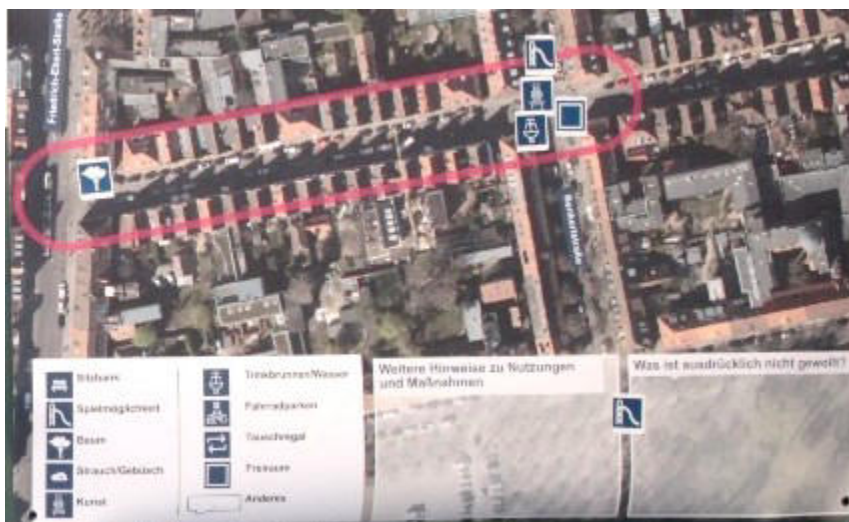 Friedrich-Ebert-Straße
Benkertstraße
Sitzbank
Spielmöglichkeit
Baum
Strauch/Gebüsch
Kunst
Trinkbrunnen/Wasser
Fahrradparken
Tauschregal
Freiraum
Anderes
Weitere Hinweise zu Nutzungen
und Maßnahmen
Was ist ausdrücklich nicht gewollt?